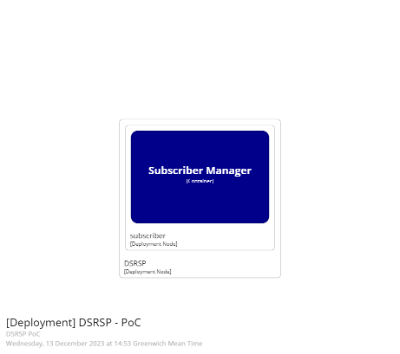 Subscriber Manager
[Container]
subscriber
[Deployment Node]
DSRSP
[Deployment Node]
[Deployment] DSRSP - PoC
DSRSP PoC
Wednesday, 13 December 2023 at 14:53 Greenwich Mean Time